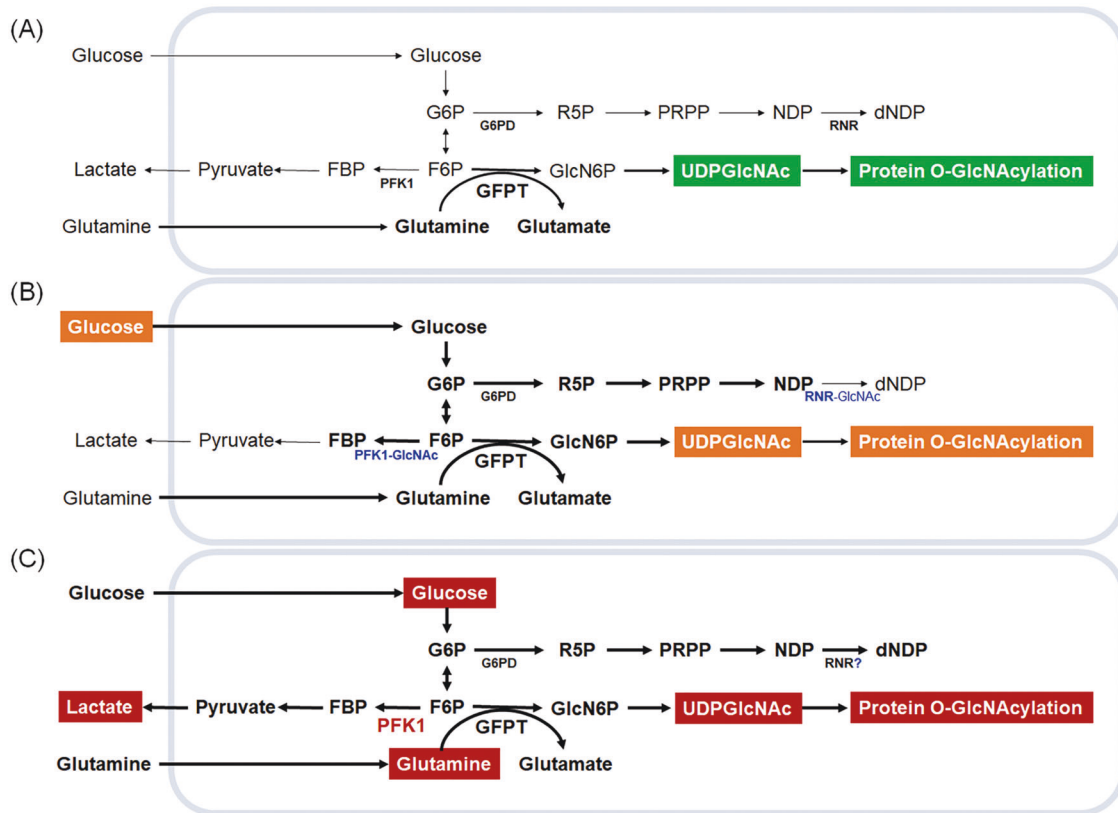 (A)
Glucose Glucose
G6P R5P PRPP NDP dNDP
G6PD RNR
Lactate Pyruvate FBP F6P GlcN6P UDPGlcNAc Protein O-GlcNAcylation
PFK1
GFPT
Glutamine Glutamine Glutamate
(B)
Glucose Glucose
G6P R5P PRPP NDP dNDP
G6PD RNR-GlcNAc
Lactate Pyruvate FBP F6P GlcN6P UDPGlcNAc Protein O-GlcNAcylation
PFK1-GlcNAc
GFPT
Glutamine Glutamine Glutamate
(C)
Glucose Glucose
G6P R5P PRPP NDP dNDP
G6PD RNR?
Lactate Pyruvate FBP F6P GlcN6P UDPGlcNAc Protein O-GlcNAcylation
PFK1 GFPT
Glutamine Glutamine Glutamate